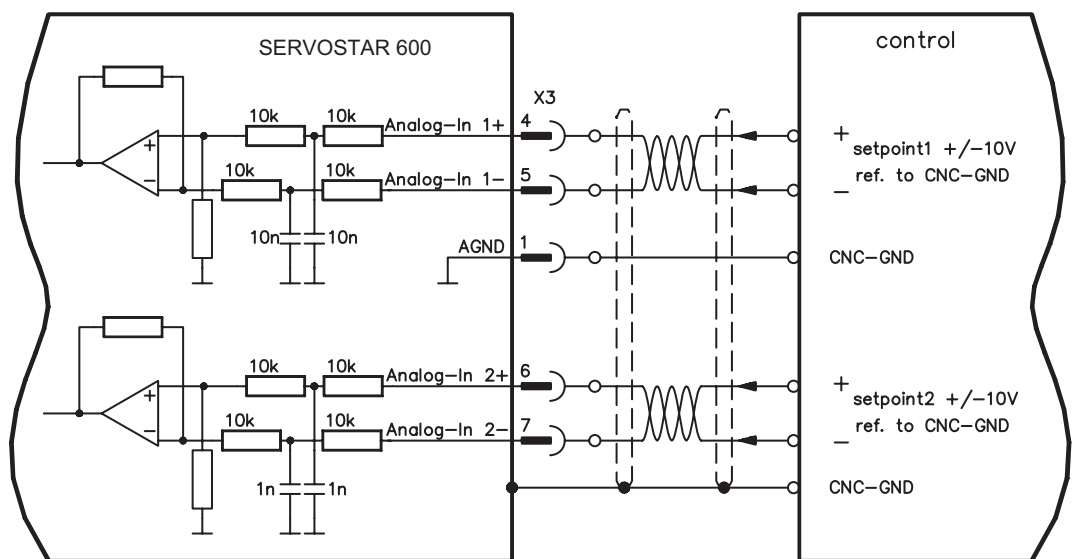 SERVOSTAR 600
control
X3
10k
10k
Analog-In 1+
4
+
-
10k
10k
Analog-In 1-
5
+
setpoint1 +/-10V
ref. to CNC-GND
-
10n
10n
AGND
1
CNC-GND
10k
10k
Analog-In 2+
6
+
-
10k
10k
Analog-In 2-
7
+
setpoint2 +/-10V
ref. to CNC-GND
-
1n
1n
CNC-GND